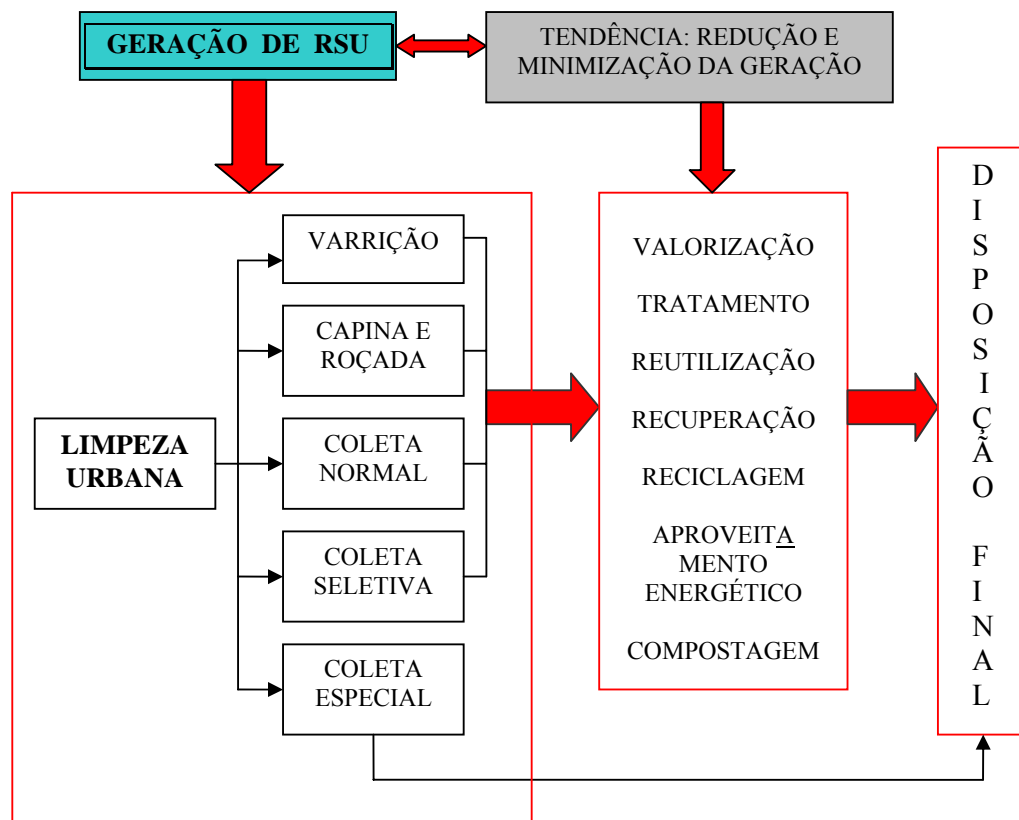 GERAÇÃO DE RSU
TENDÊNCIA: REDUÇÃO E
MINIMIZAÇÃO DA GERAÇÃO
LIMPEZA
URBANA
VARRIÇÃO
CAPINA E
ROÇADA
COLETA
NORMAL
COLETA
SELETIVA
COLETA
ESPECIAL
VALORIZAÇÃO
TRATAMENTO
REUTILIZAÇÃO
RECUPERAÇÃO
RECICLAGEM
APROVEITA
MENTO
ENERGÉTICO
COMPOSTAGEM
D
I
S
P
O
S
I
Ç
Ã
O
F
I
N
A
L